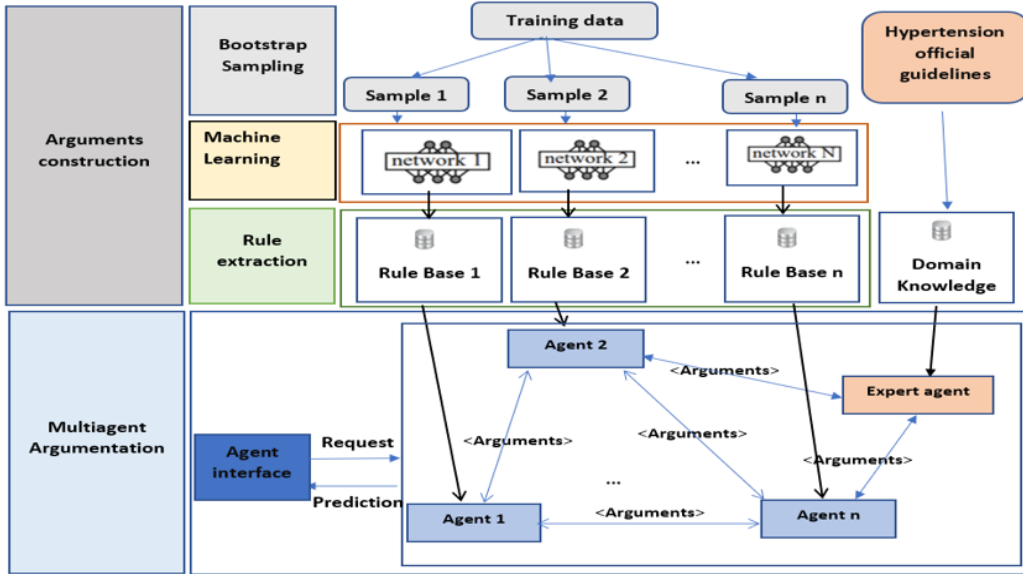 Training data
Hypertension
official
guidelines
Bootstrap
Sampling
Sample 1
Sample 2
Sample n
Arguments
construction
Machine
Learning
network 1
network 2
...
network N
Rule
extraction
Rule Base 1
Rule Base 2
...
Rule Base n
Domain
Knowledge
Agent 2
<Arguments>
Expert agent
Multiagent
Argumentation
Request
<Arguments>
<Arguments>
Agent
interface
<Arguments>
...
Prediction
<Arguments>
Agent 1
Agent n